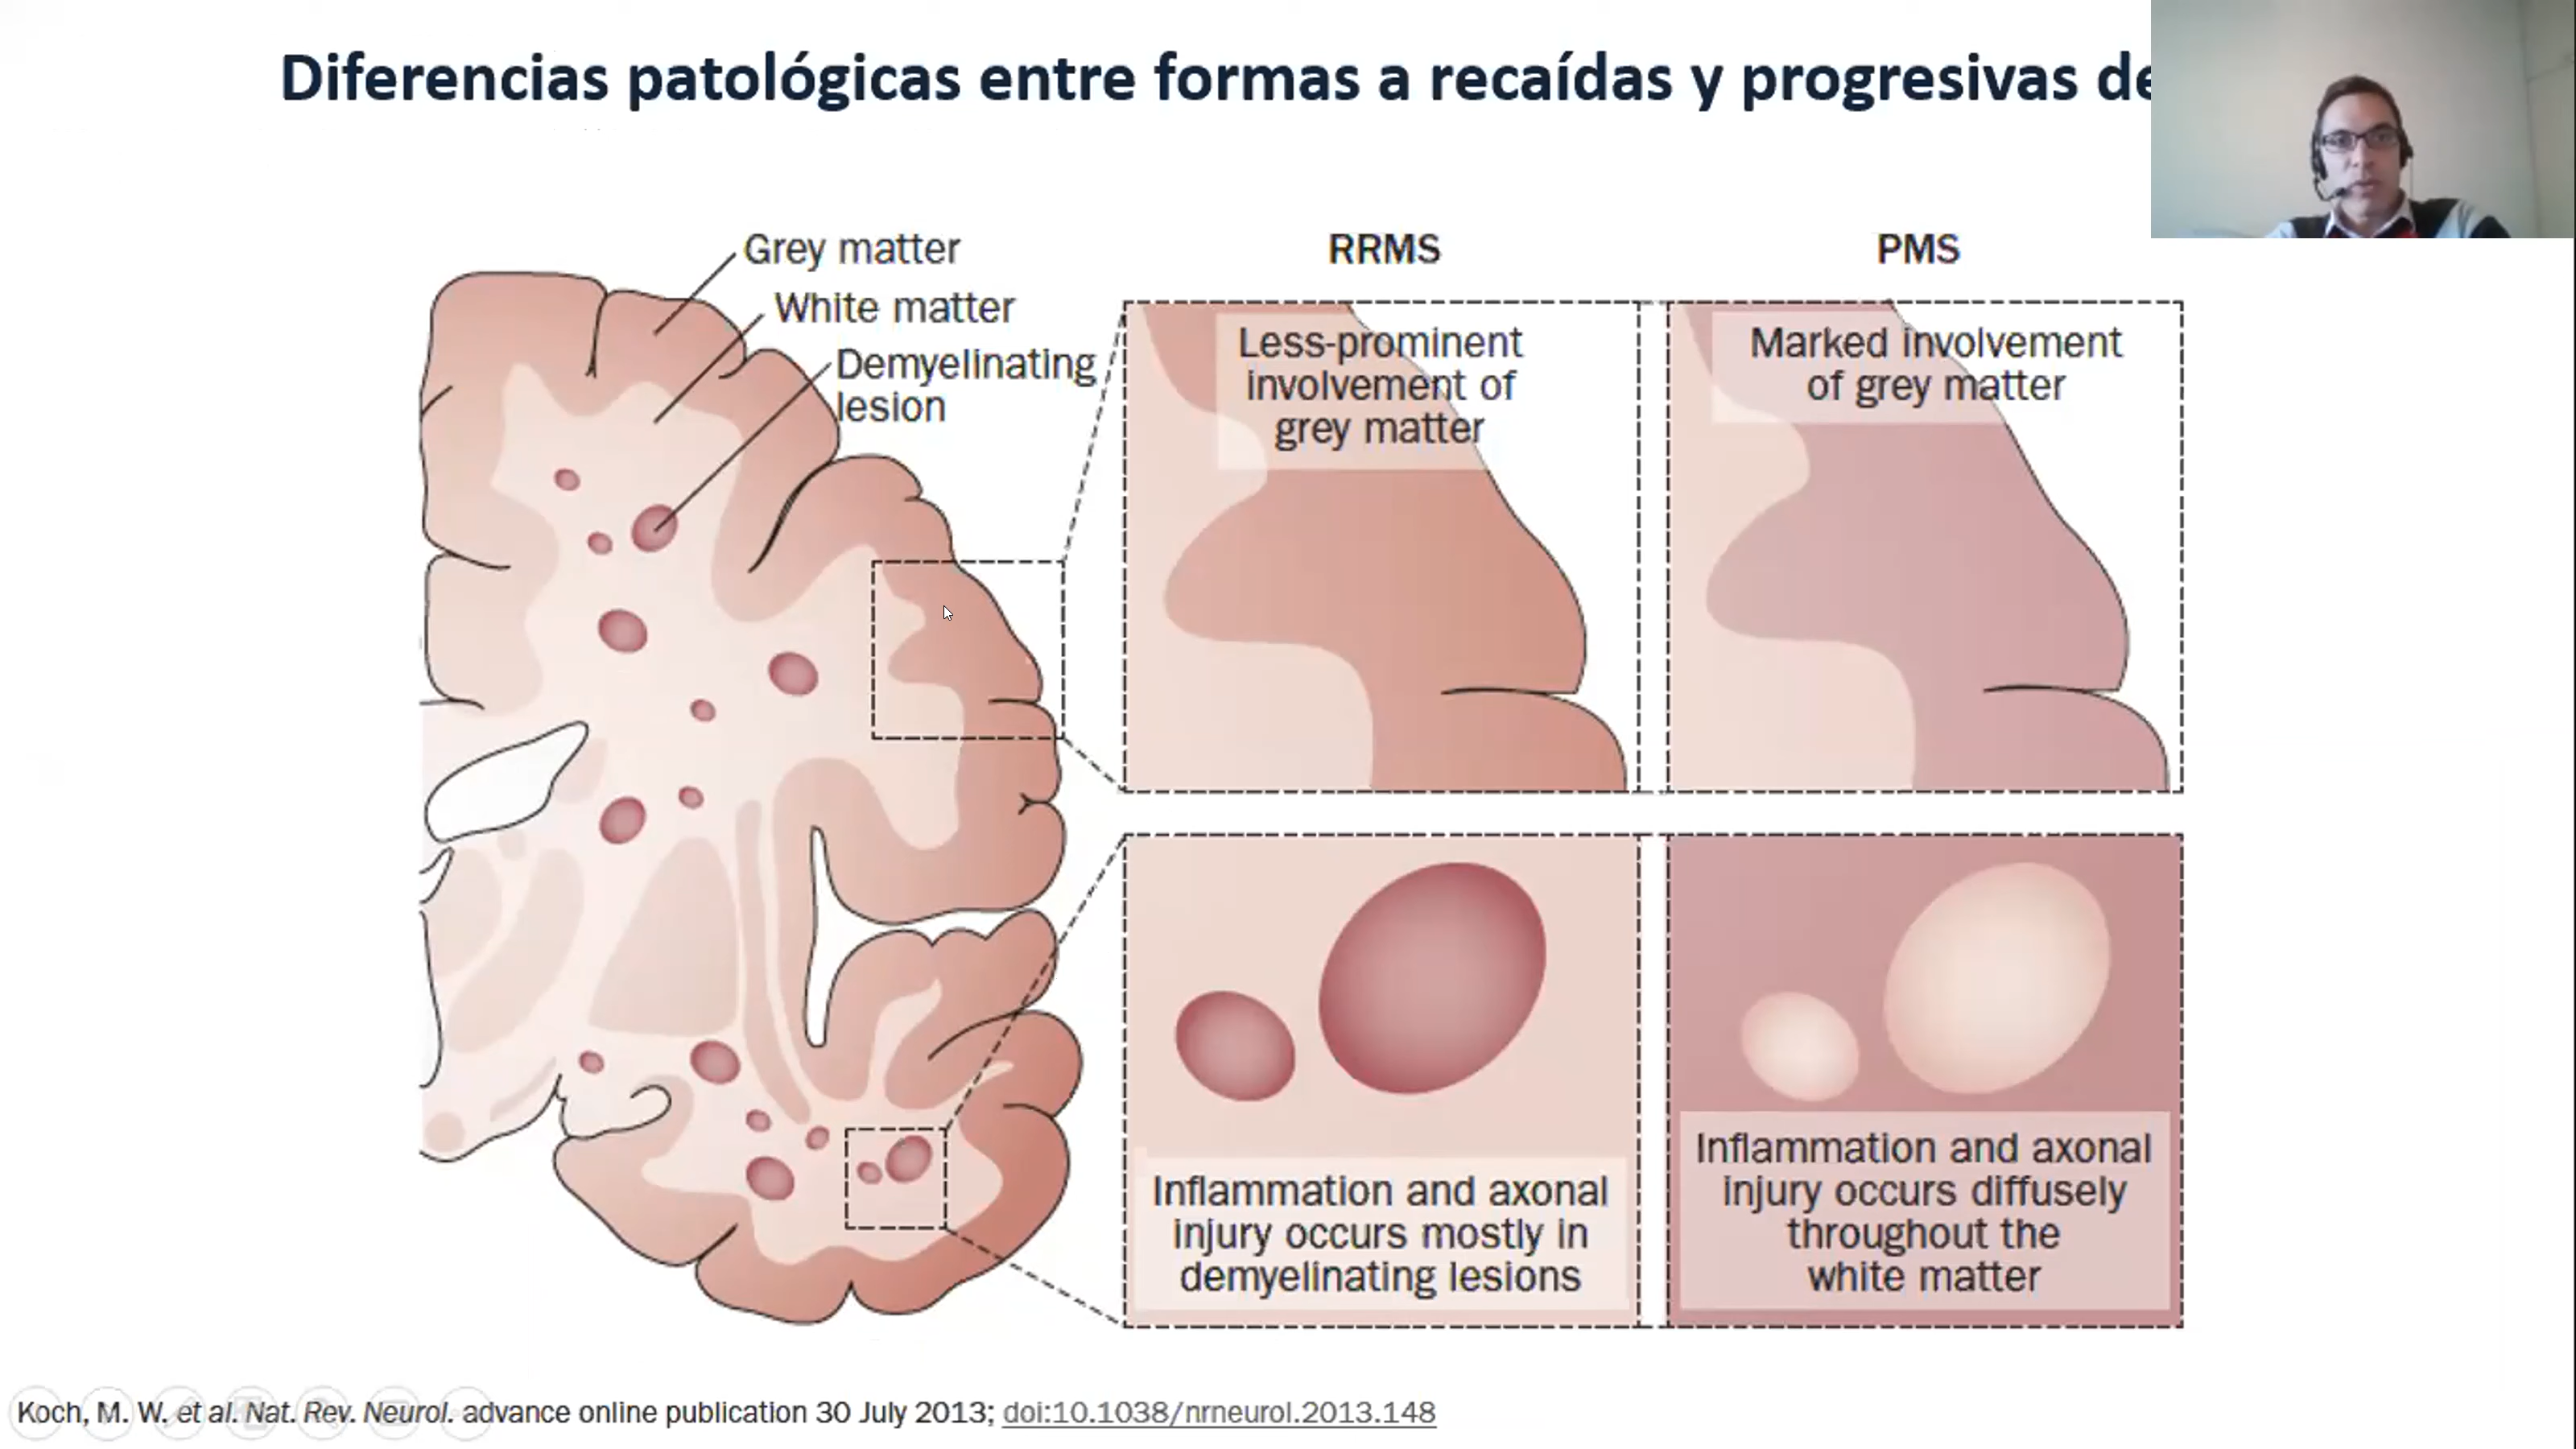 Diferencias patológicas entre formas a recaídas y progresivas de
Grey matter
White matter
Demyelinating
lesion
RRMS
PMS
Less-prominent
involvement of
grey matter
Marked involvement
of grey matter
Inflammation and axonal
injury occurs mostly in
demyelinating lesions
Inflammation and axonal
injury occurs diffusely
throughout the
white matter
Koch, M. W. et al. Nat. Rev. Neurol. advance online publication 30 July 2013; doi:10.1038/nrneurol.2013.148